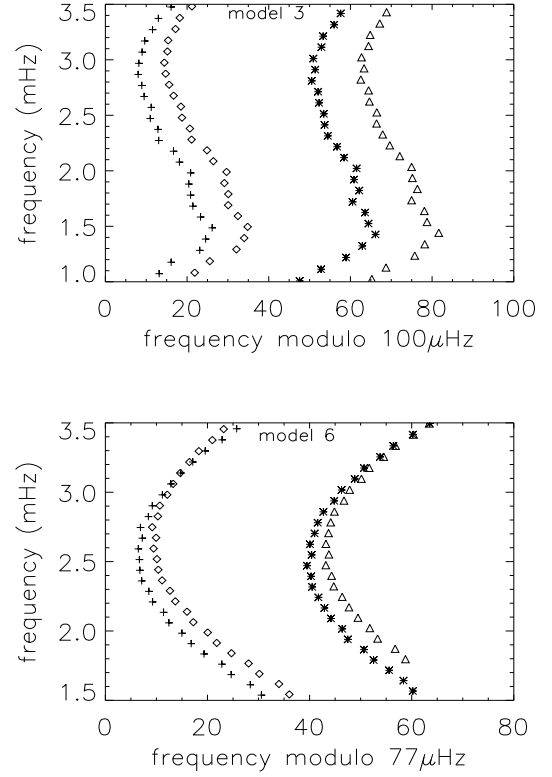 3.5
model 3
3.0
2.5
2.0
1.5
1.0
frequency (mHz)
0 20 40 60 80 100
frequency modulo 100μHz
3.5
model 6
3.0
2.5
2.0
1.5
frequency (mHz)
0 20 40 60 80
frequency modulo 77μHz